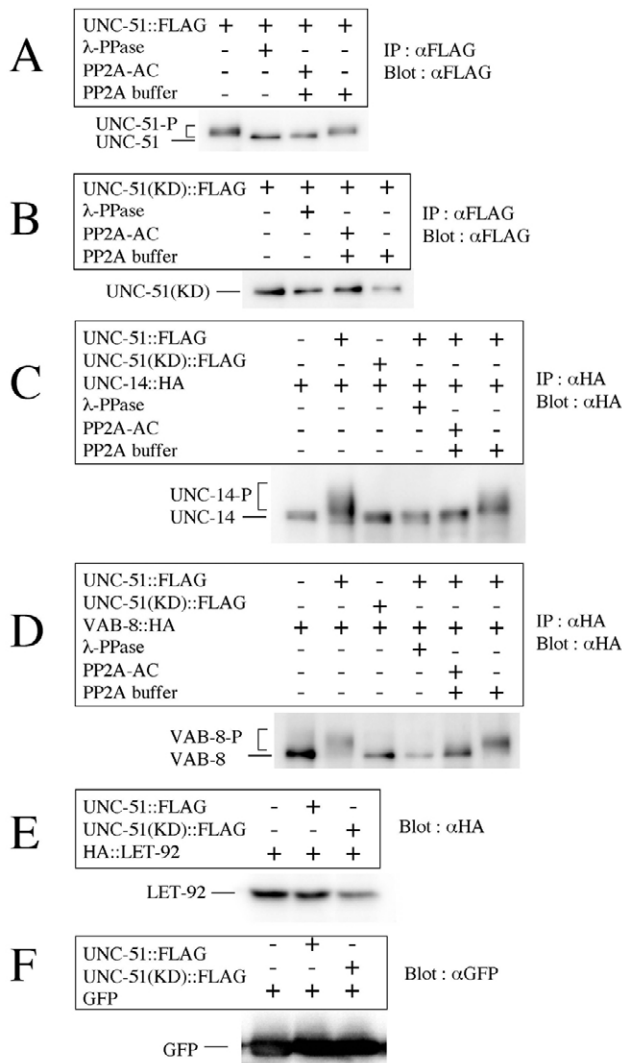 A
UNC-51::FLAG + + + +
λ-PPase - + - -
PP2A-AC - - + -
PP2A buffer - - + +
IP : αFLAG
Blot : αFLAG
UNC-51-P
UNC-51
B
UNC-51(KD)::FLAG + + + +
λ-PPase - + - -
PP2A-AC - - + -
PP2A buffer - - + +
IP : αFLAG
Blot : αFLAG
UNC-51(KD)
C
UNC-51::FLAG - + - + + +
UNC-51(KD)::FLAG - - + - - -
UNC-14::HA + + + + + +
λ-PPase - - - + - -
PP2A-AC - - - - + -
PP2A buffer - - - - + +
IP : αHA
Blot : αHA
UNC-14-P
UNC-14
D
UNC-51::FLAG - + - + + +
UNC-51(KD)::FLAG - - + - - -
VAB-8::HA + + + + + +
λ-PPase - - - + - -
PP2A-AC - - - - + -
PP2A buffer - - - - + +
IP : αHA
Blot : αHA
VAB-8-P
VAB-8
E
UNC-51::FLAG - + -
UNC-51(KD)::FLAG - - +
HA::LET-92 + + +
Blot : αHA
LET-92
F
UNC-51::FLAG - + -
UNC-51(KD)::FLAG - - +
GFP + + +
Blot : αGFP
GFP